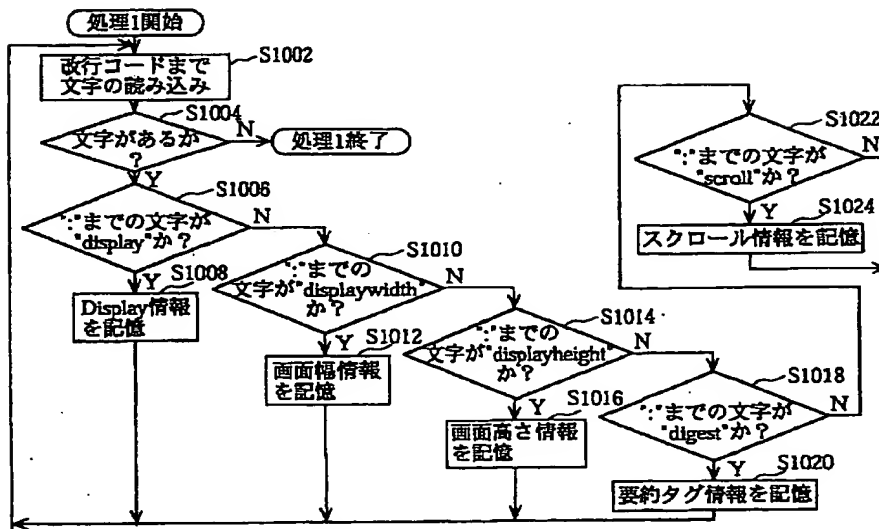 処理1開始
改行コードまで
文字の読み込み
S1002
S1004
文字があるか
?
N
処理1終了
Y
S1006
":"までの文字が
"display"か?
N
Y
S1008
Display情報
を記憶
S1010
":"までの
文字が"displaywidth"
か?
N
Y
S1012
画面幅情報
を記憶
S1014
":"までの
文字が"displayheight"
か?
N
Y
S1016
画面高さ情報
を記憶
S1018
":"までの文字が
"digest"か?
N
Y
S1020
要約タグ情報を記憶
S1022
":"までの文字が
"scroll"か?
N
Y
S1024
スクロール情報を記憶